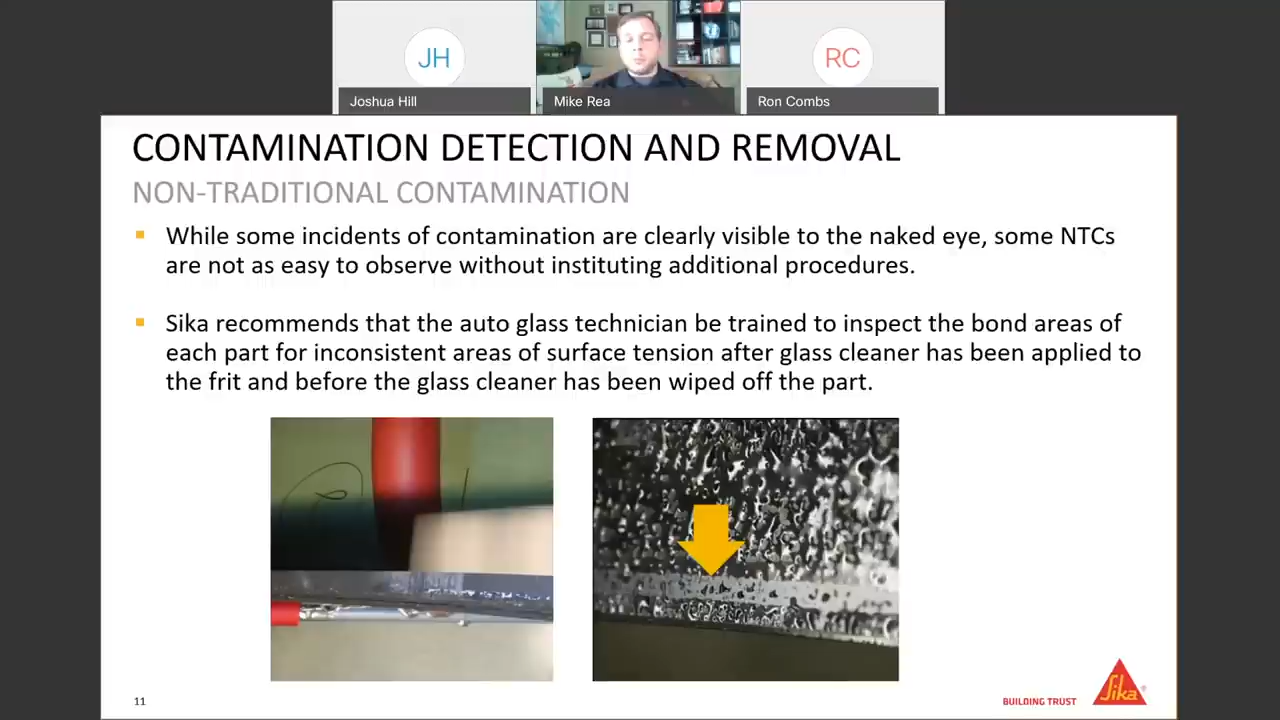 JH
RC
Joshua Hill
Mike Rea
Ron Combs
CONTAMINATION DETECTION AND REMOVAL
NON-TRADITIONAL CONTAMINATION
While some incidents of contamination are clearly visible to the naked eye, some NTCs
are not as easy to observe without instituting additional procedures.
Sika recommends that the auto glass technician be trained to inspect the bond areas of
each part for inconsistent areas of surface tension after glass cleaner has been applied to
the frit and before the glass cleaner has been wiped off the part.
11
BUILDING TRUST
Sika®